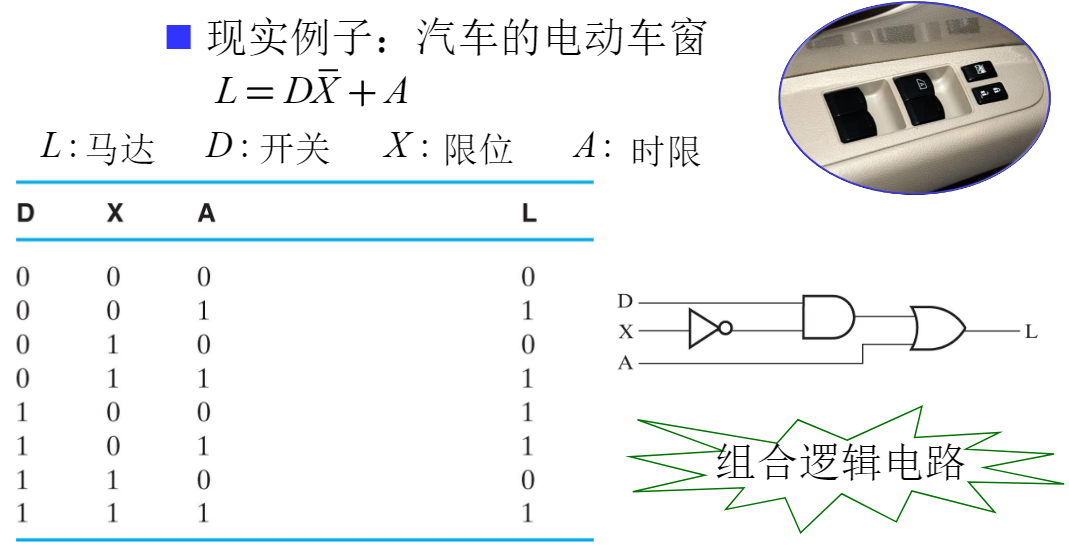 现实例子：汽车的电动车窗
L = DX̅ + A
L：马达 D：开关 X：限位 A：时限
D X A L
0 0 0 0
0 0 1 1
0 1 0 0
0 1 1 1
1 0 0 1
1 0 1 1
1 1 0 0
1 1 1 1
D
X
A
L
组合逻辑电路